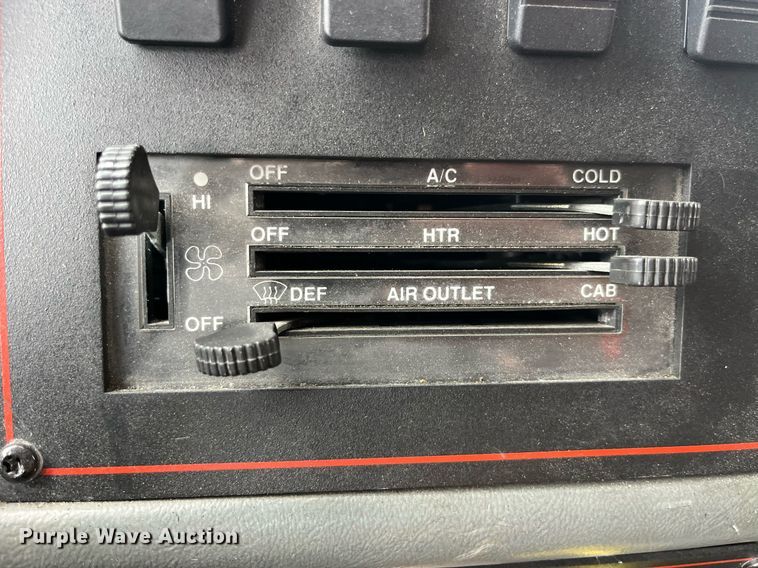 OFF A/C COLD
HI
OFF HTR HOT
DEF AIR OUTLET CAB
OFF
Purple Wave Auction